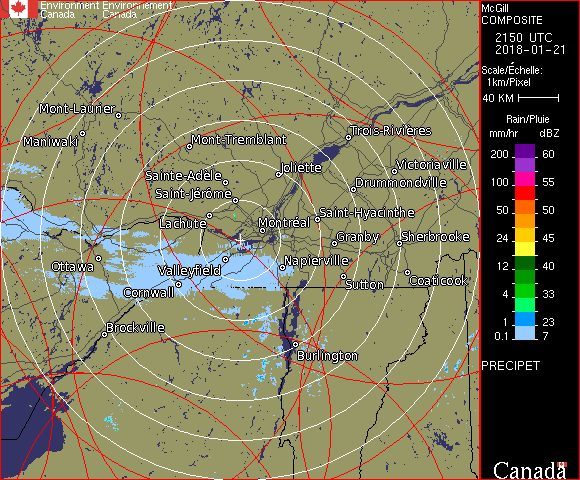 Environment Environnement
Canada Canada
McGill
COMPOSITE
2150 UTC
2018-01-21
Scale/Échelle:
1km/Pixel
40 KM
Rain/Pluie
mm/hr dBZ
200 60
55
100 55
50 50
24 45
12 40
4 33
1 23
0.1 7
PRECIPET
Canada
Mont-Laurier
Maniwaki
Mont-Tremblant
Trois-Rivières
Sainte-Adèle
Joliette
Victoriaville
Saint-Jérôme
Drummondville
Lachute
Montréal
Saint-Hyacinthe
Granby
Sherbrooke
Ottawa
Valleyfield
Napierville
Cornwall
Sutton
Coaticook
Brockville
Burlington